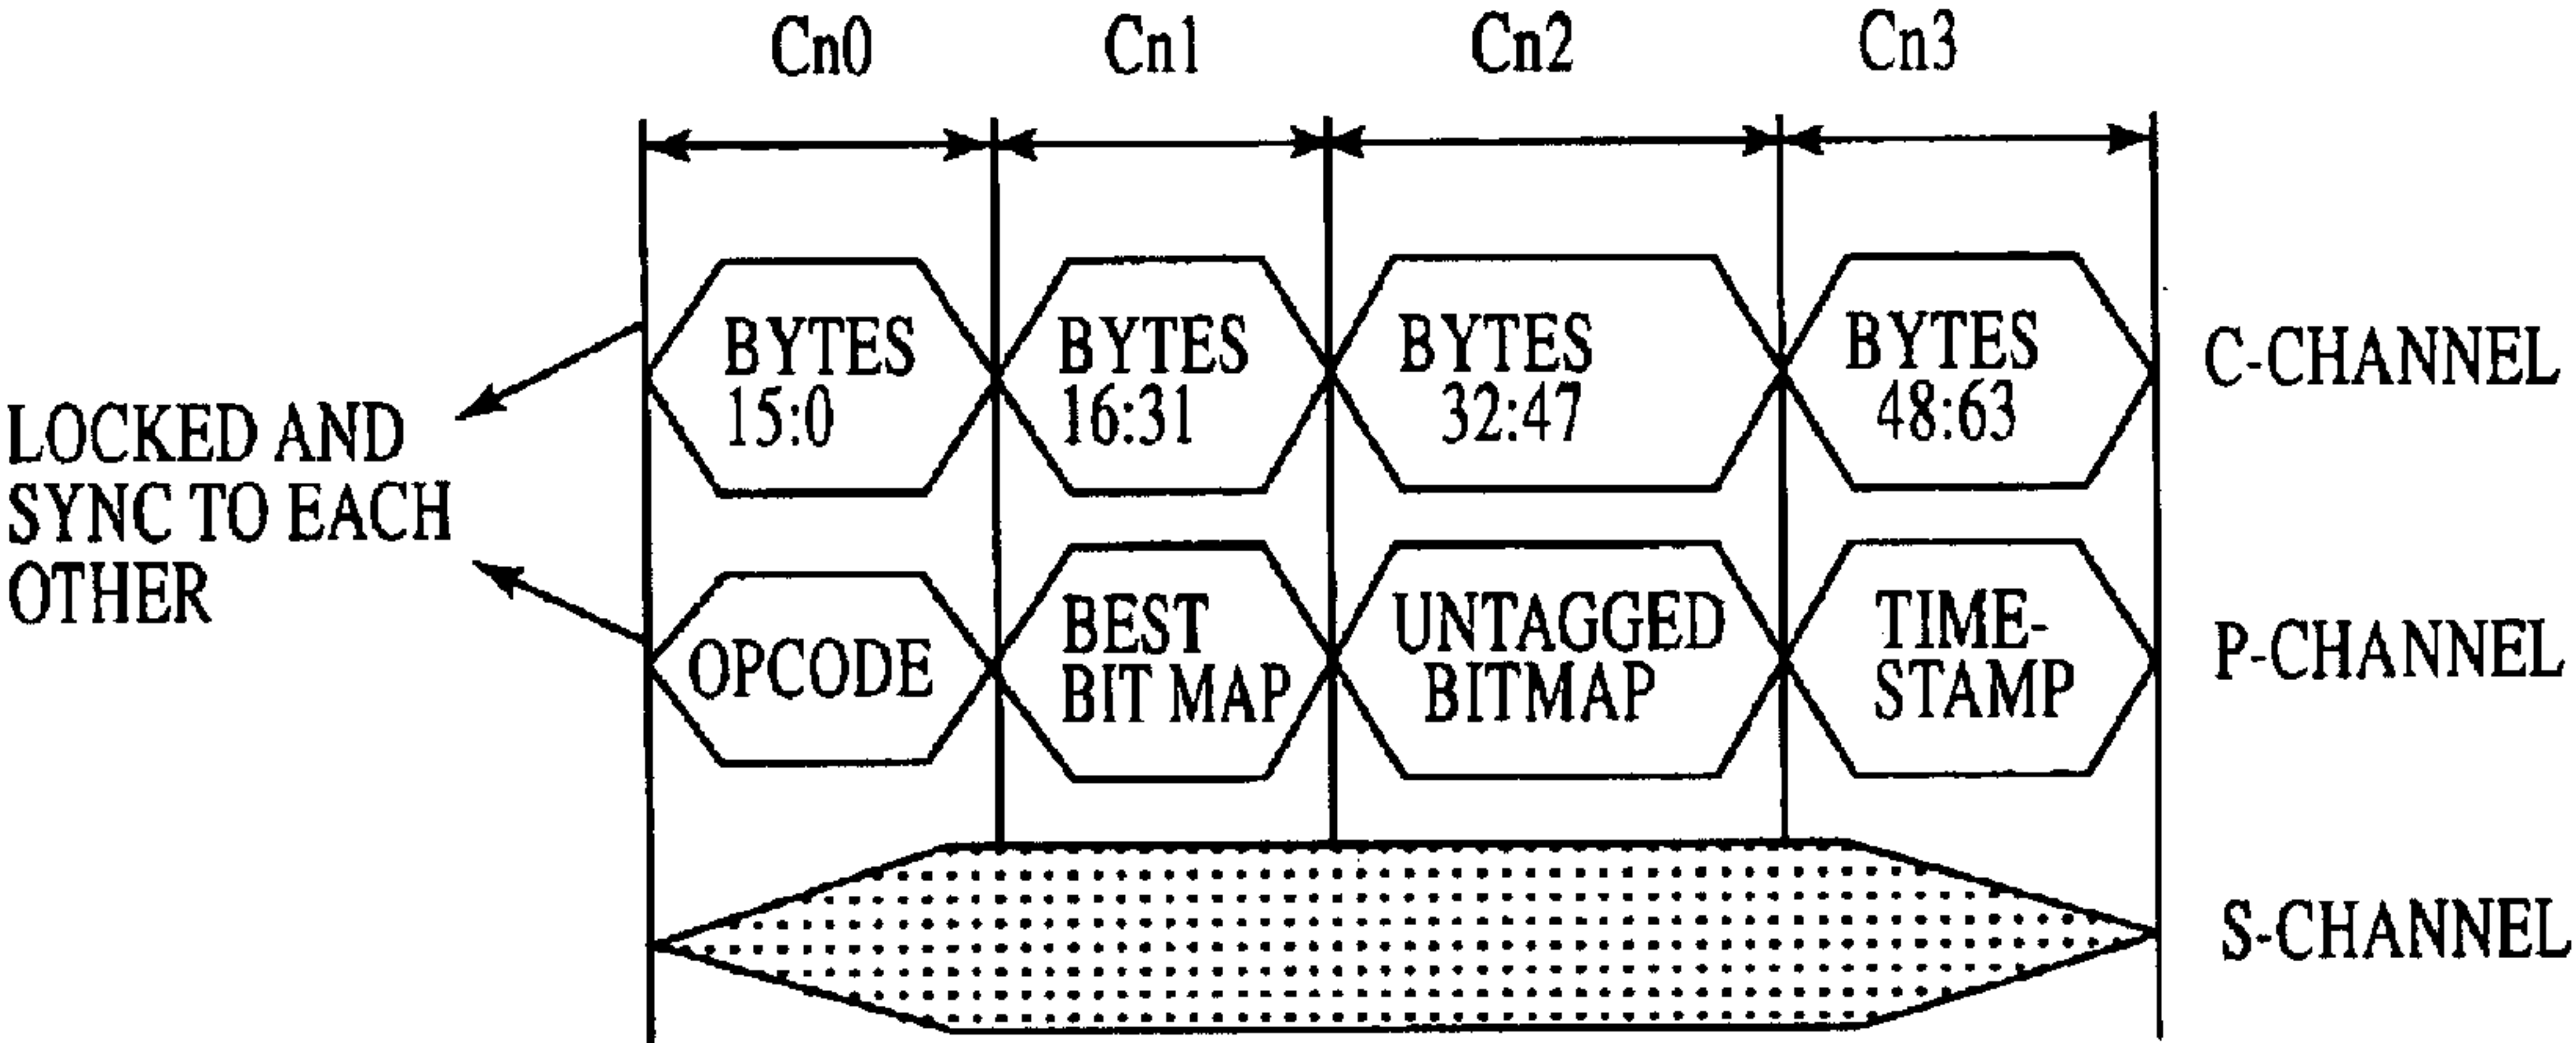 Cn0 Cn1 Cn2 Cn3
BYTES 15:0
BYTES 16:31
BYTES 32:47
BYTES 48:63
C-CHANNEL
LOCKED AND
SYNC TO EACH
OTHER
OPCODE
BEST
BIT MAP
UNTAGGED
BITMAP
TIME-
STAMP
P-CHANNEL
S-CHANNEL